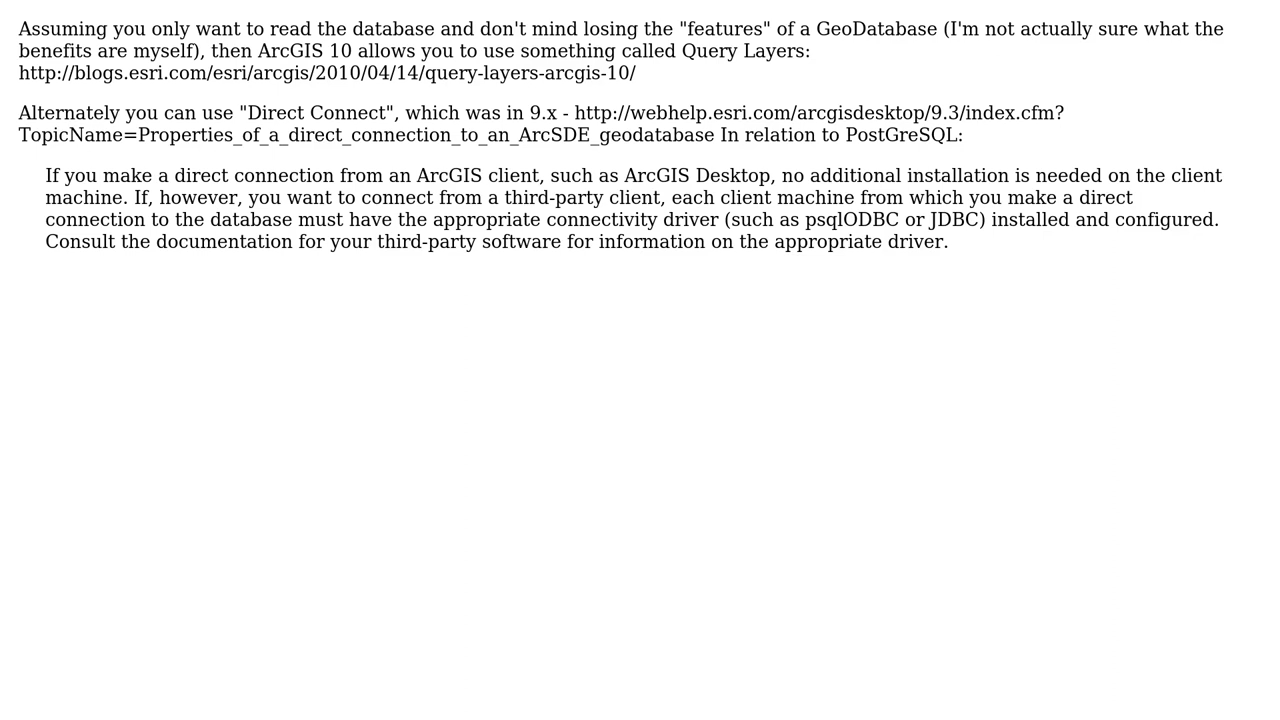 Assuming you only want to read the database and don't mind losing the "features" of a GeoDatabase (I'm not actually sure what the
benefits are myself), then ArcGIS 10 allows you to use something called Query Layers:
http://blogs.esri.com/esri/arcgis/2010/04/14/query-layers-arcgis-10/
Alternately you can use "Direct Connect", which was in 9.x - http://webhelp.esri.com/arcgisdesktop/9.3/index.cfm?
TopicName=Properties_of_a_direct_connection_to_an_ArcSDE_geodatabase In relation to PostGreSQL:
If you make a direct connection from an ArcGIS client, such as ArcGIS Desktop, no additional installation is needed on the client
machine. If, however, you want to connect from a third-party client, each client machine from which you make a direct
connection to the database must have the appropriate connectivity driver (such as psqlODBC or JDBC) installed and configured.
Consult the documentation for your third-party software for information on the appropriate driver.